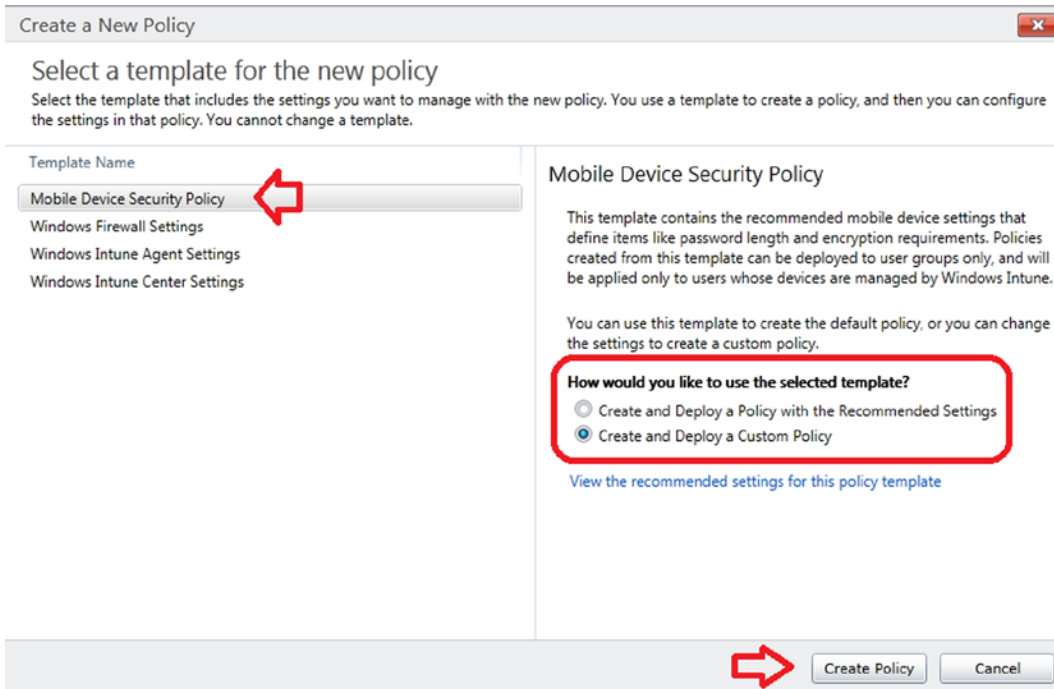 Create a New Policy
Select a template for the new policy
Select the template that includes the settings you want to manage with the new policy. You use a template to create a policy, and then you can configure
the settings in that policy. You cannot change a template.
Template Name
Mobile Device Security Policy
Windows Firewall Settings
Windows Intune Agent Settings
Windows Intune Center Settings
Mobile Device Security Policy
This template contains the recommended mobile device settings that
define items like password length and encryption requirements. Policies
created from this template can be deployed to user groups only, and will
be applied only to users whose devices are managed by Windows Intune.
You can use this template to create the default policy, or you can change
the settings to create a custom policy.
How would you like to use the selected template?
Create and Deploy a Policy with the Recommended Settings
Create and Deploy a Custom Policy
View the recommended settings for this policy template
Create Policy
Cancel